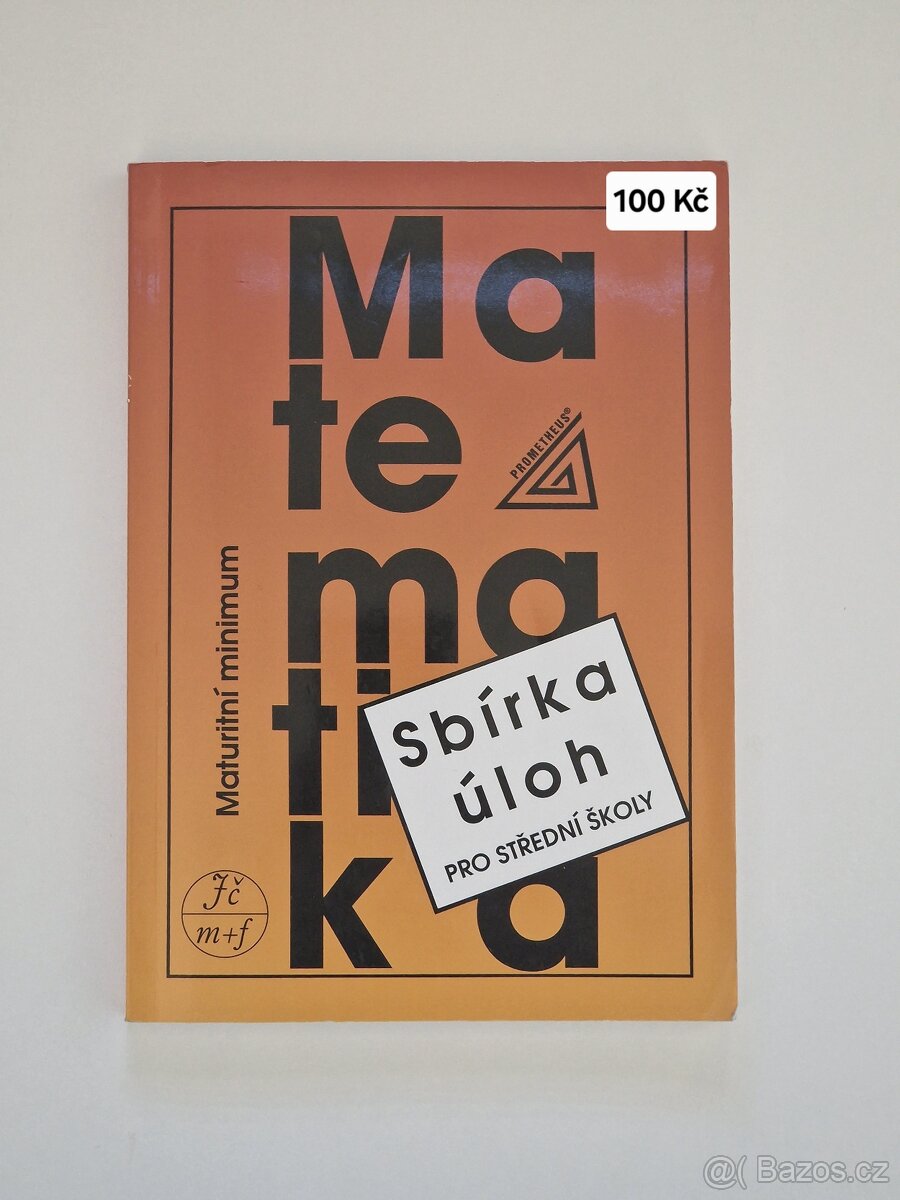 100 Kč
Ma
te
PROMETHEUS®
ma
ti
ka
Maturitní minimum
Sbírka
úloh
PRO STŘEDNÍ ŠKOLY
Jč
m+f
@( Bazos.cz